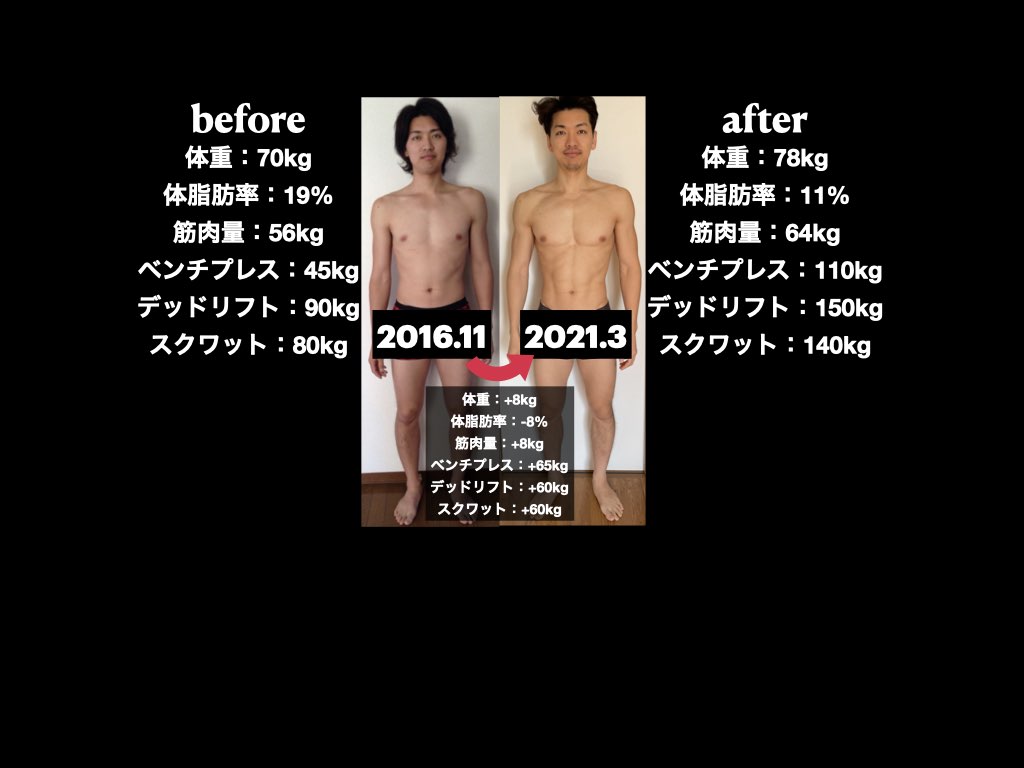 before
体重：70kg
体脂肪率：19%
筋肉量：56kg
ベンチプレス：45kg
デッドリフト：90kg
スクワット：80kg
after
体重：78kg
体脂肪率：11%
筋肉量：64kg
ベンチプレス：110kg
デッドリフト：150kg
スクワット：140kg
2016.11
2021.3
体重：+8kg
体脂肪率：-8%
筋肉量：+8kg
ベンチプレス：+65kg
デッドリフト：+60kg
スクワット：+60kg